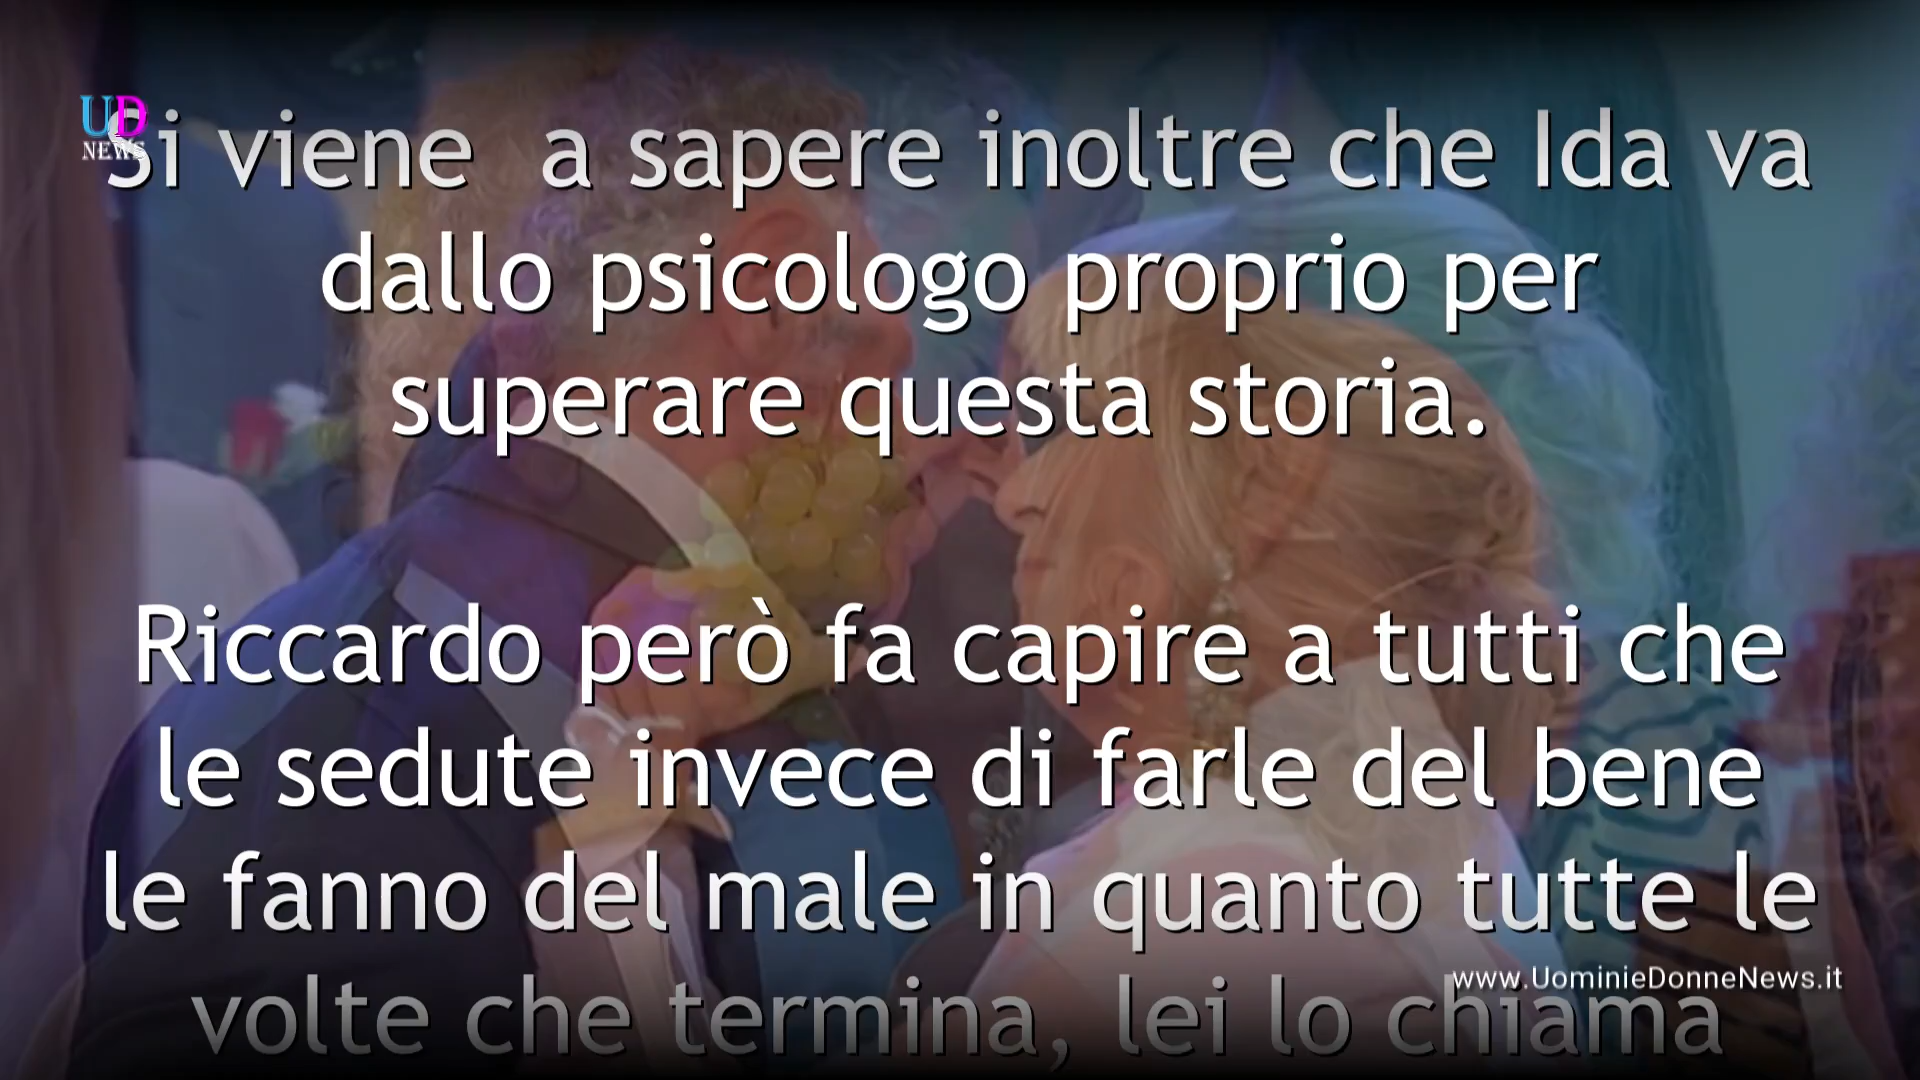 UD
NEWS
Si viene a sapere inoltre che Ida va
dallo psicologo proprio per
superare questa storia.
Riccardo però fa capire a tutti che
le sedute invece di farle del bene
le fanno del male in quanto tutte le
www.UominieDonneNews.it
volte che termina, lei lo chiama